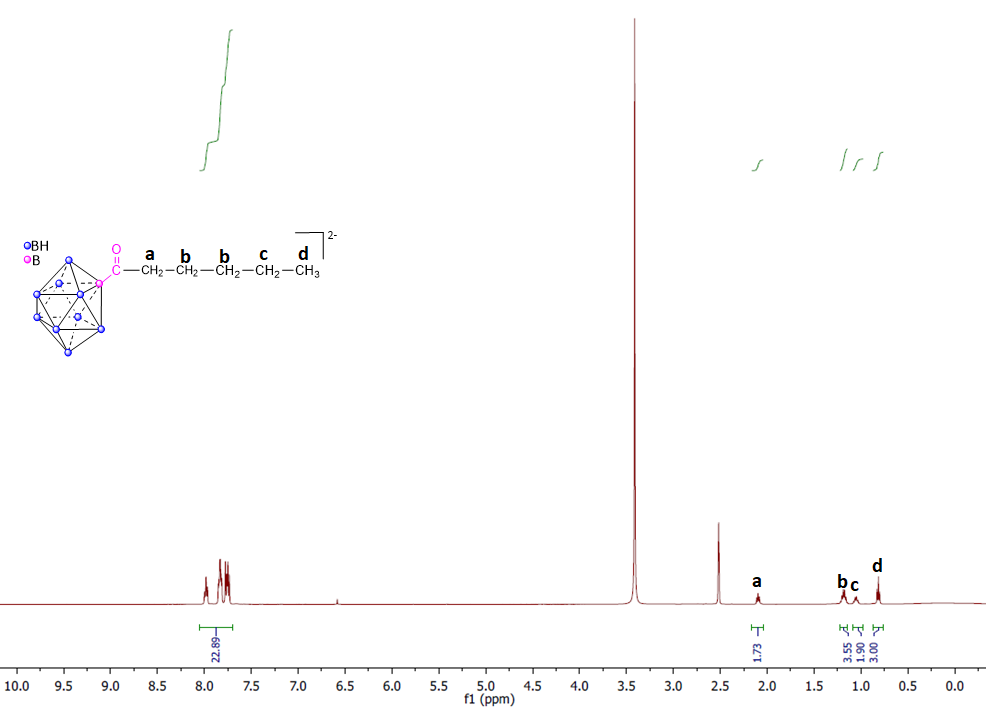 2-
BH
B
O
C
a b b c d
CH₂ CH₂ CH₂ CH₂ CH₃
a
b
c
d
22.89
1.73
3.55
1.90
3.00
10.0 9.5 9.0 8.5 8.0 7.5 7.0 6.5 6.0 5.5 5.0 4.5 4.0 3.5 3.0 2.5 2.0 1.5 1.0 0.5 0.0
f1 (ppm)